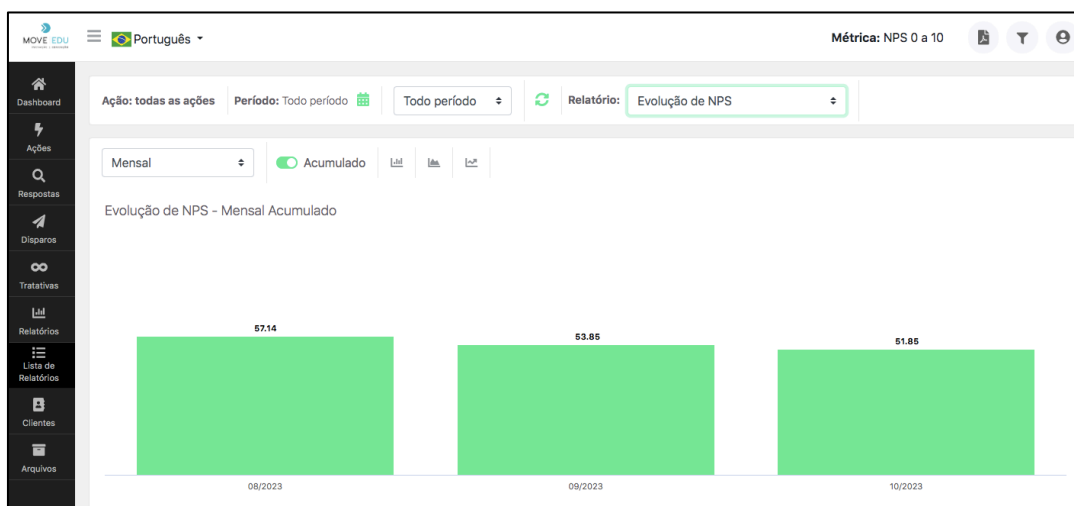 MOVE EDU
Português
Métrica: NPS 0 a 10
Dashboard
Ações
Respostas
Disparos
Tratativas
Relatórios
Lista de
Relatórios
Clientes
Arquivos
Ação: todas as ações Período: Todo período Todo período Relatório: Evolução de NPS
Mensal Acumulado
Evolução de NPS - Mensal Acumulado
57.14
53.85
51.85
08/2023
09/2023
10/2023